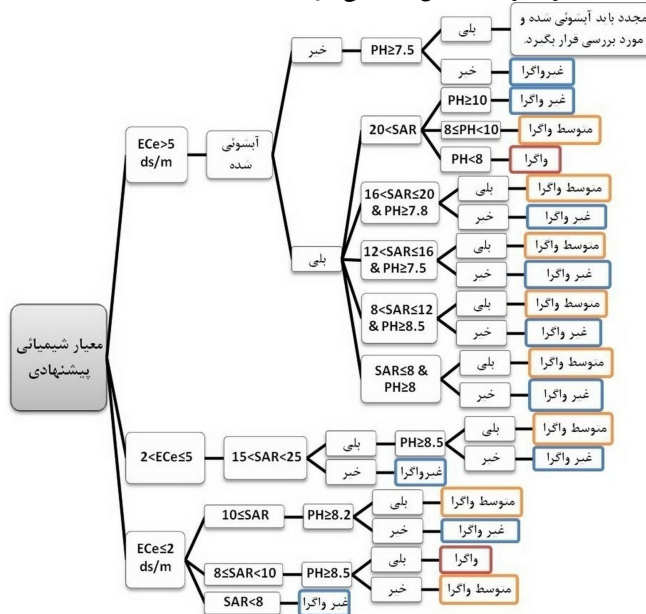 معیار شیمیائی
پیشنهادی
ECe>5
ds/m
آبشوئی
شده
خیر
PH≥7.5
بلی
مجدد باید آبشوئی شده و
مورد بررسی قرار بگیرد.
خیر
غیرواگرا
بلی
20<SAR
PH≥10
غیر واگرا
8≤PH<10
متوسط واگرا
PH<8
واگرا
16<SAR≤20
& PH≥7.8
بلی
متوسط واگرا
خیر
غیر واگرا
12<SAR≤16
& PH≥7.5
بلی
متوسط واگرا
خیر
غیر واگرا
8<SAR≤12
& PH≥8.5
بلی
متوسط واگرا
خیر
غیر واگرا
SAR≤8 &
PH≥8
بلی
متوسط واگرا
خیر
غیر واگرا
2<ECe≤5
15<SAR<25
بلی
PH≥8.5
بلی
متوسط واگرا
خیر
غیر واگرا
خیر
غیرواگرا
ECe≤2
ds/m
10≤SAR
PH≥8.2
بلی
متوسط واگرا
خیر
غیر واگرا
8≤SAR<10
PH≥8.5
بلی
واگرا
خیر
متوسط واگرا
SAR<8
غیر واگرا